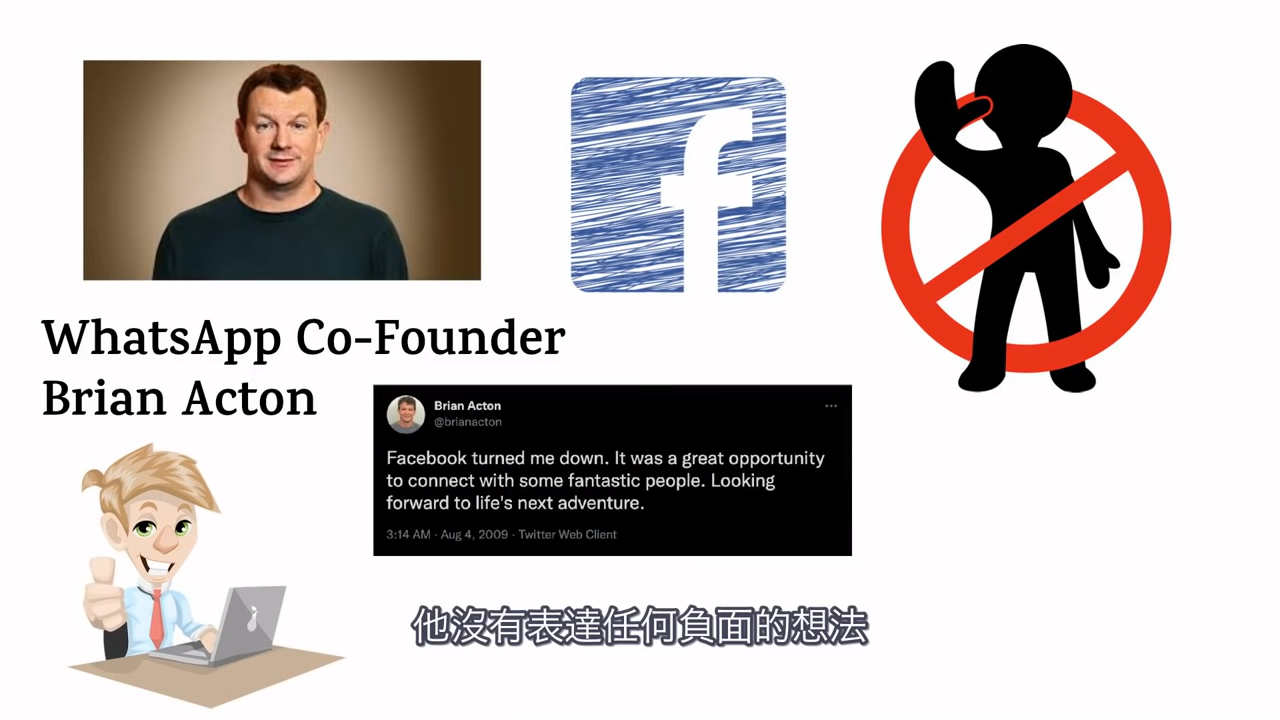 WhatsApp Co-Founder
Brian Acton
Brian Acton
@brianacton
Facebook turned me down. It was a great opportunity
to connect with some fantastic people. Looking
forward to life's next adventure.
3:14 AM · Aug 4, 2009 · Twitter Web Client
他沒有表達任何負面的想法